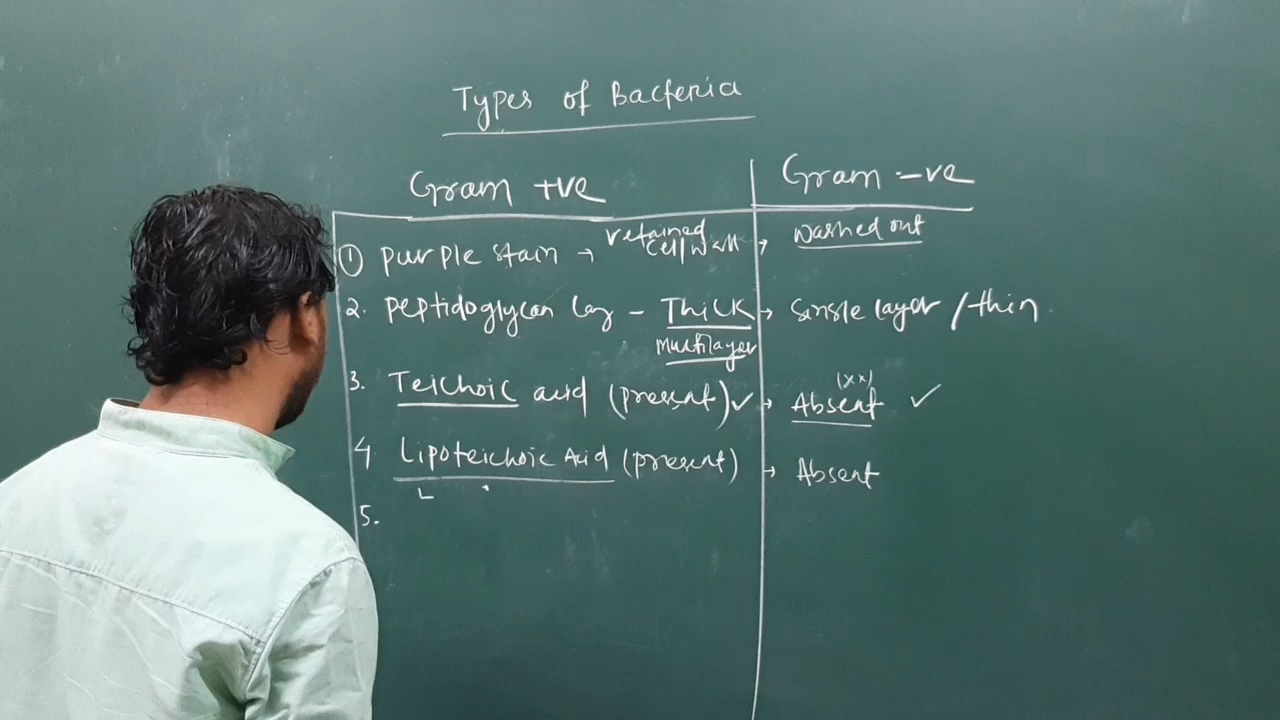 Types of Bacteria
Gram +ve Gram -ve
① purple stain → retained cell/wall → washed out
2. peptidoglycan lay - Thick → single layer / thin
Multilayer
3. Teichoic acid (present) ✓ → Absent (xx) ✓
4. Lipoteichoic Acid (present) → Absent
5.